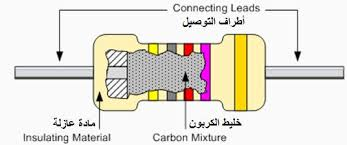 Connecting Leads
أطراف التوصيل
مادة عازلة
Insulating Material
خليط الكربون
Carbon Mixture